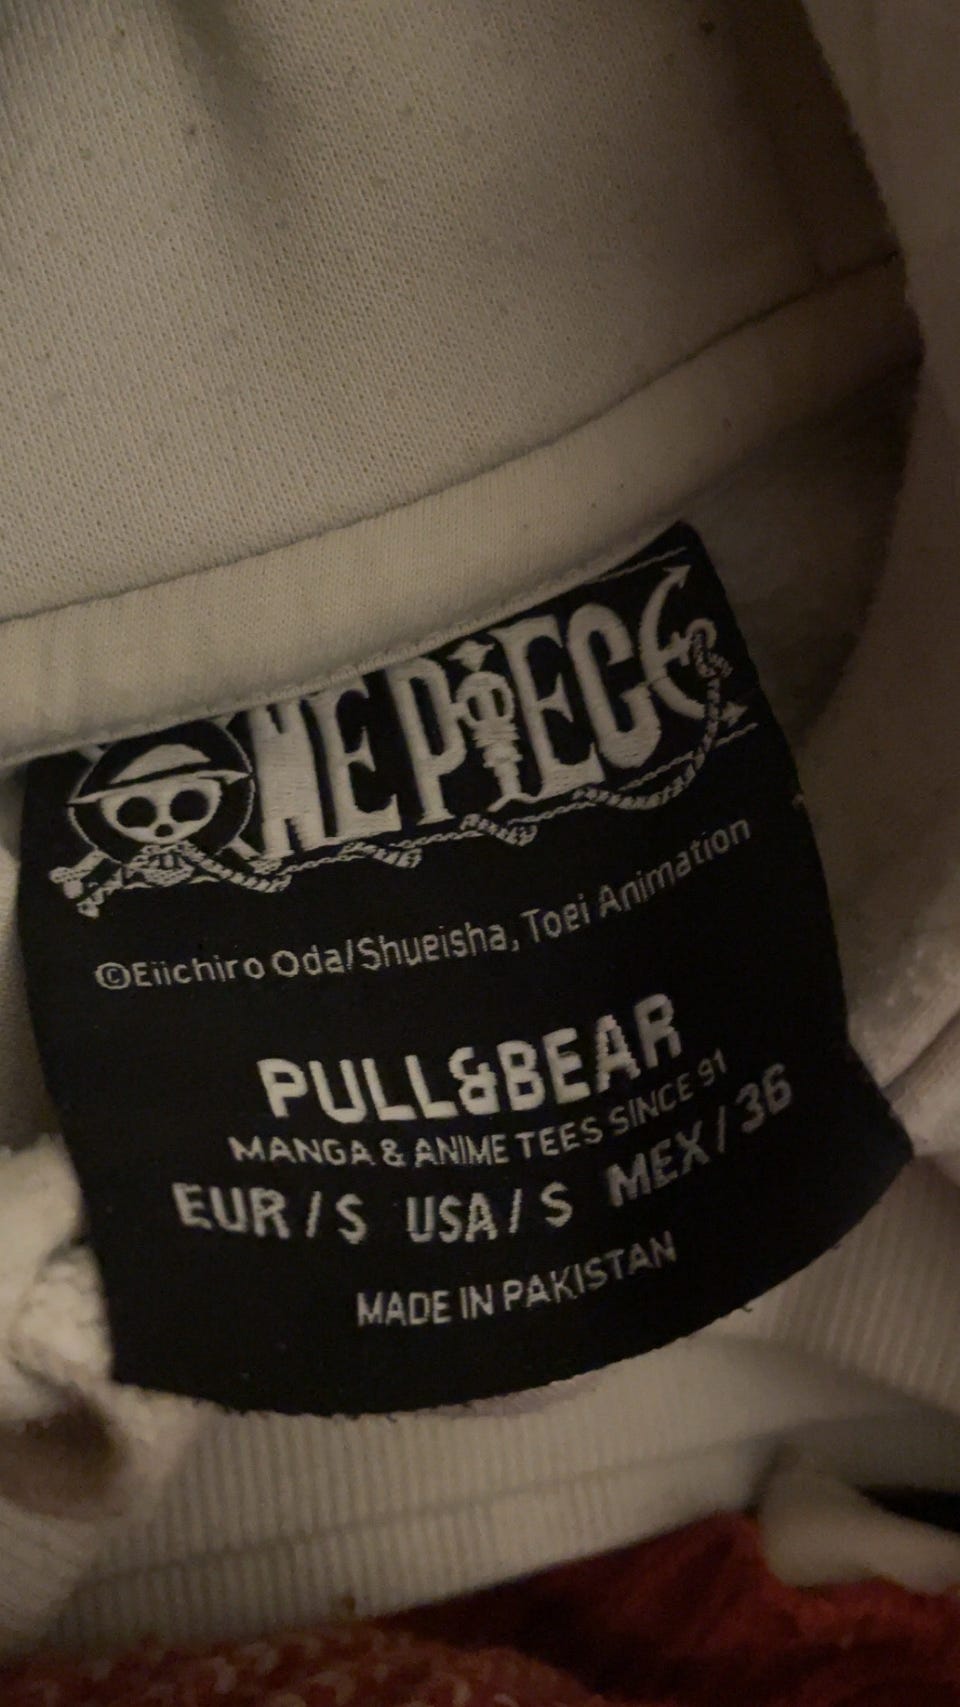 ONE PIECE
©Eiichiro Oda/Shueisha, Toei Animation
PULL&BEAR
MANGA & ANIME TEES SINCE 91
EUR / S USA / S MEX / 36
MADE IN PAKISTAN